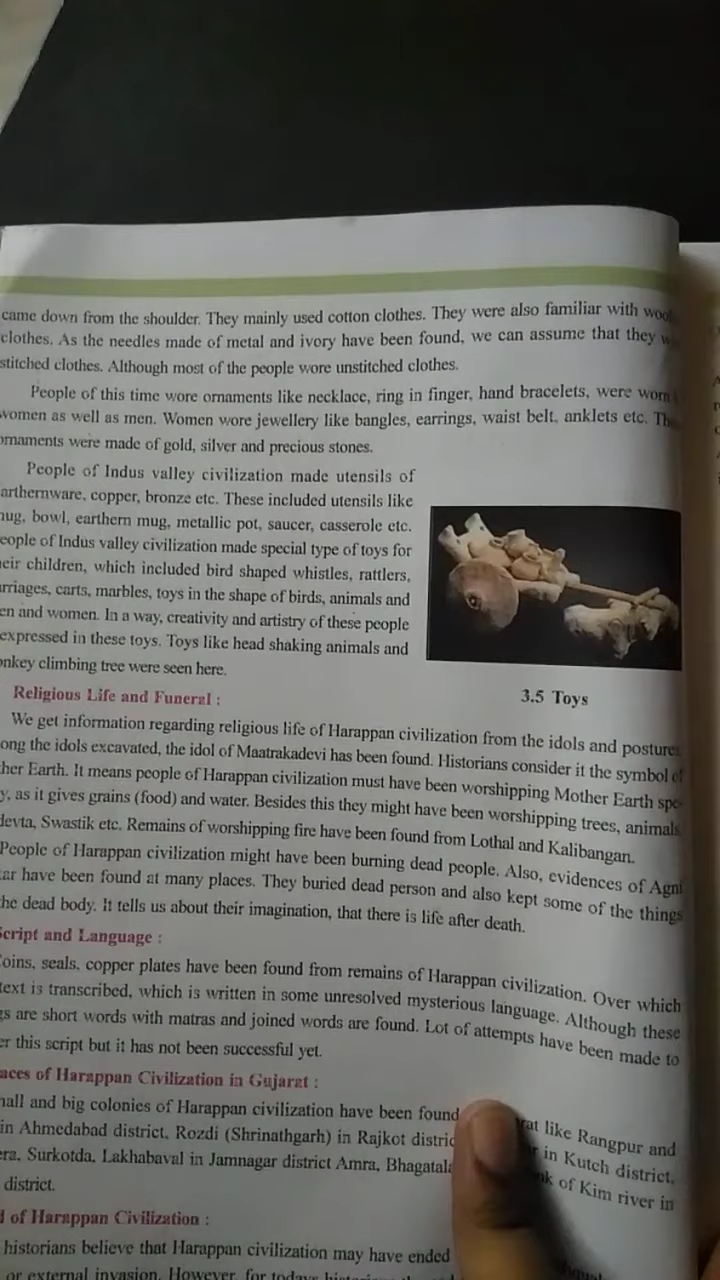 came down from the shoulder. They mainly used cotton clothes. They were also familiar with
clothes. As the needles made of metal and ivory have been found, we can assume that they
stitched clothes. Although most of the people wore unstitched clothes.
People of this time wore ornaments like necklace, ring in finger, hand bracelets, were worn
women as well as men. Women wore jewellery like bangles, earrings, waist belt, anklets etc.
ornaments were made of gold, silver and precious stones.
People of Indus valley civilization made utensils of
arthernware, copper, bronze etc. These included utensils like
mug, bowl, earthern mug, metallic pot, saucer, casserole etc.
eople of Indus valley civilization made special type of toys for
eir children, which included bird shaped whistles, rattlers,
rriages, carts, marbles, toys in the shape of birds, animals and
en and women. In a way, creativity and artistry of these people
expressed in these toys. Toys like head shaking animals and
onkey climbing tree were seen here.
3.5 Toys
Religious Life and Funeral :
We get information regarding religious life of Harappan civilization from the idols and posture
ong the idols excavated, the idol of Maatrakadevi has been found. Historians consider it the symbol of
her Earth. It means people of Harappan civilization must have been worshipping Mother Earth spe-
y, as it gives grains (food) and water. Besides this they might have been worshipping trees, animals,
devta, Swastik etc. Remains of worshipping fire have been found from Lothal and Kalibangan.
People of Harappan civilization might have been burning dead people. Also, evidences of Agni
ar have been found at many places. They buried dead person and also kept some of the things
he dead body. It tells us about their imagination, that there is life after death.
Script and Language :
Coins, seals, copper plates have been found from remains of Harappan civilization. Over which
text is transcribed, which is written in some unresolved mysterious language. Although these
gs are short words with matras and joined words are found. Lot of attempts have been made to
er this script but it has not been successful yet.
aces of Harappan Civilization in Gujarat :
all and big colonies of Harappan civilization have been found rat like Rangpur and
in Ahmedabad district, Rozdi (Shrinathgarh) in Rajkot distric in Kutch district,
era, Surkotda, Lakhabaval in Jamnagar district Amra, Bhagatala nk of Kim river in
district.
d of Harappan Civilization :
historians believe that Harappan civilization may have ended
or external invasion. However, for todays